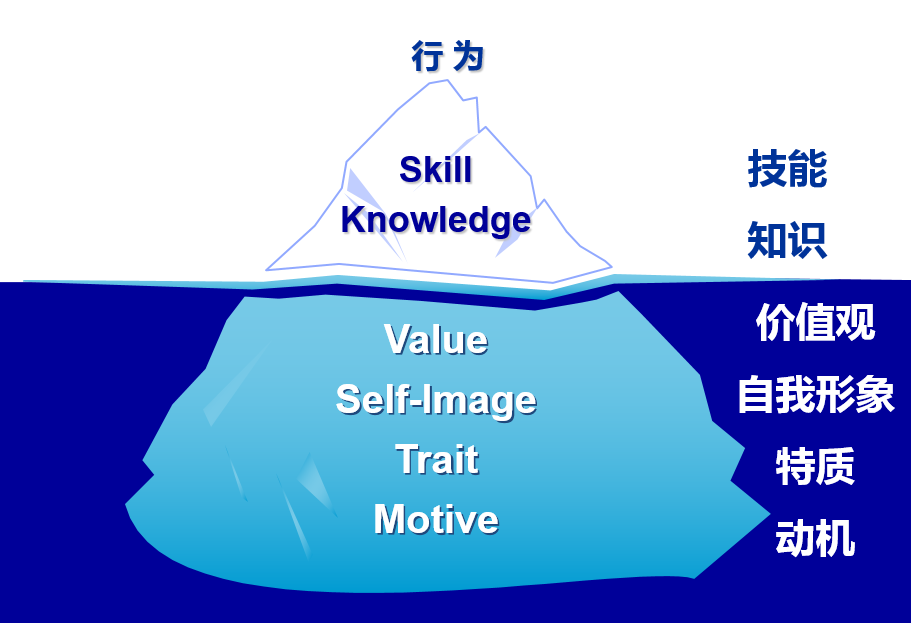 行为
Skill
Knowledge
技能
知识
Value
Self-Image
Trait
Motive
价值观
自我形象
特质
动机